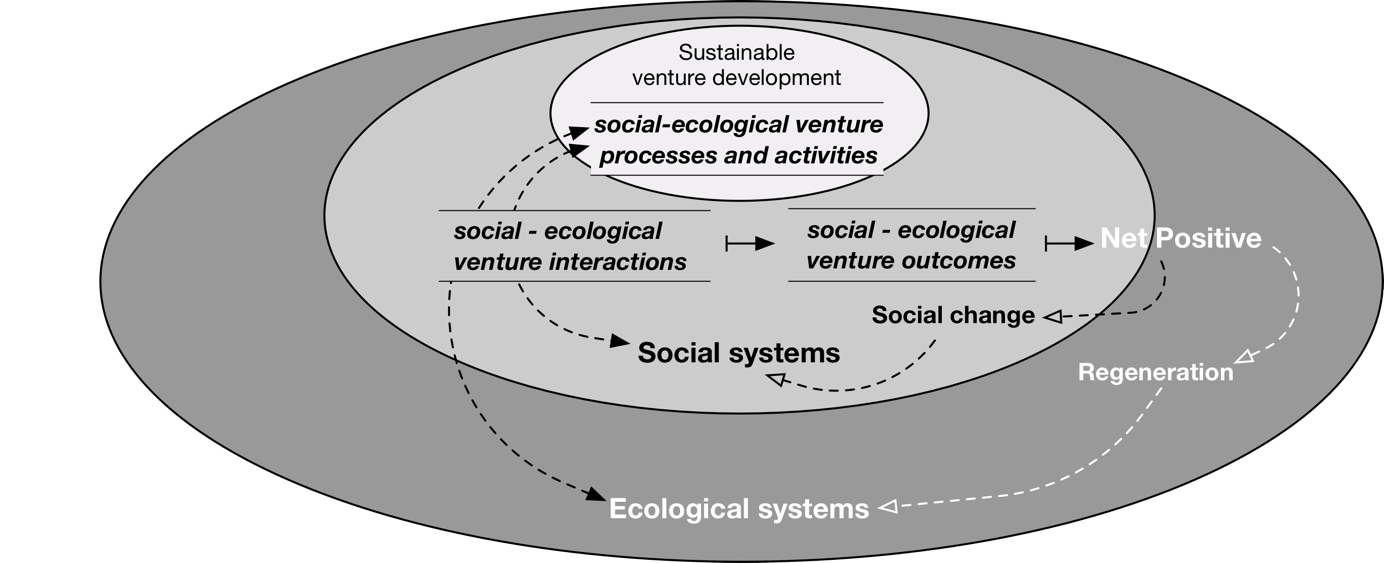 Sustainable
venture development
social-ecological venture
processes and activities
social - ecological
venture interactions
social - ecological
venture outcomes
Net Positive
Social change
Social systems
Regeneration
Ecological systems